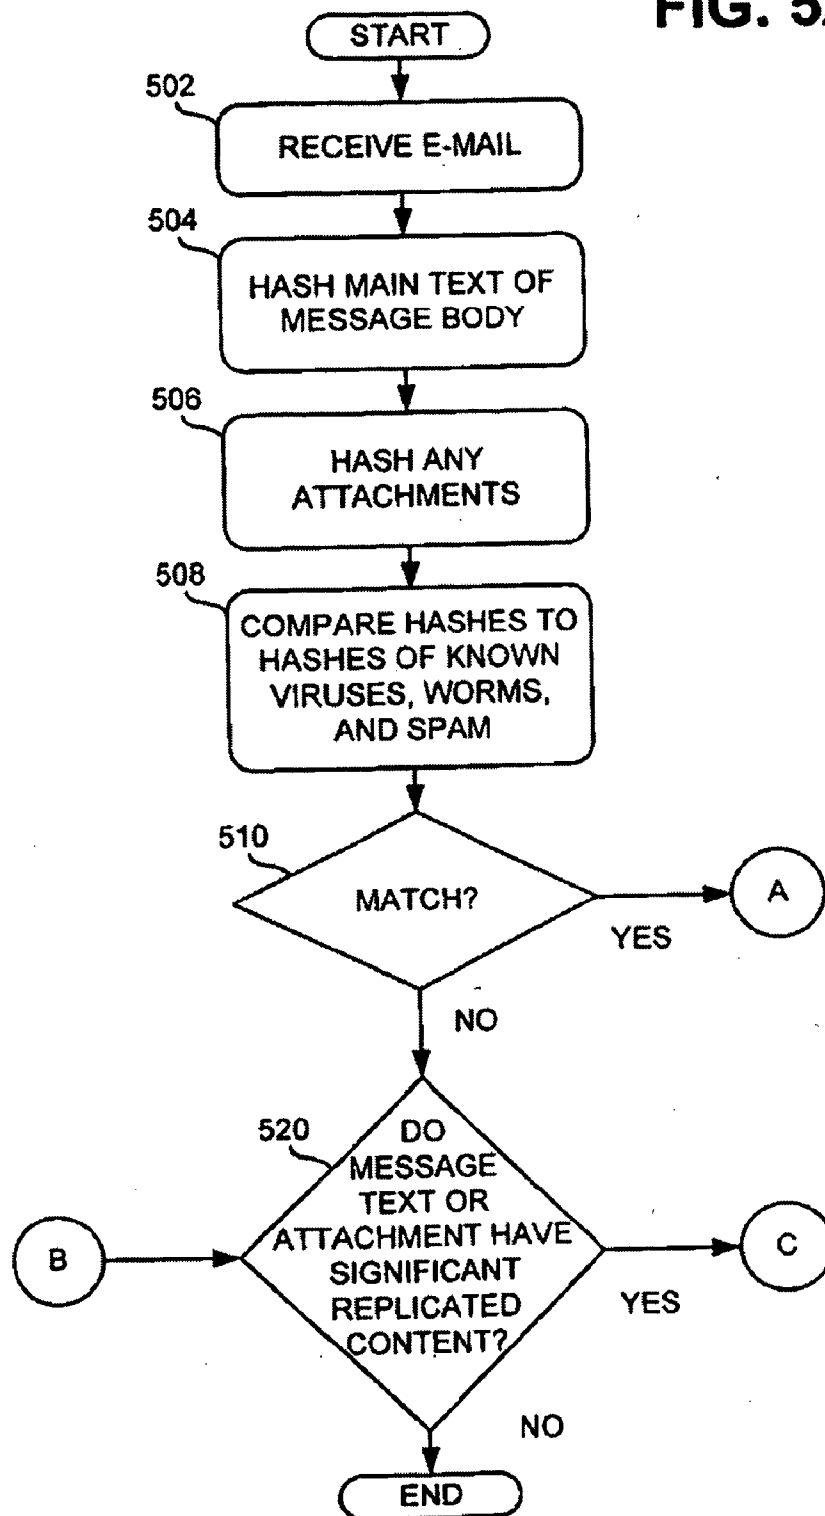 FIG. 5
START
502
RECEIVE E-MAIL
504
HASH MAIN TEXT OF
MESSAGE BODY
506
HASH ANY
ATTACHMENTS
508
COMPARE HASHES TO
HASHES OF KNOWN
VIRUSES, WORMS,
AND SPAM
510
MATCH?
YES
A
NO
520
DO
MESSAGE
TEXT OR
ATTACHMENT HAVE
SIGNIFICANT
REPLICATED
CONTENT?
B
YES
C
NO
END